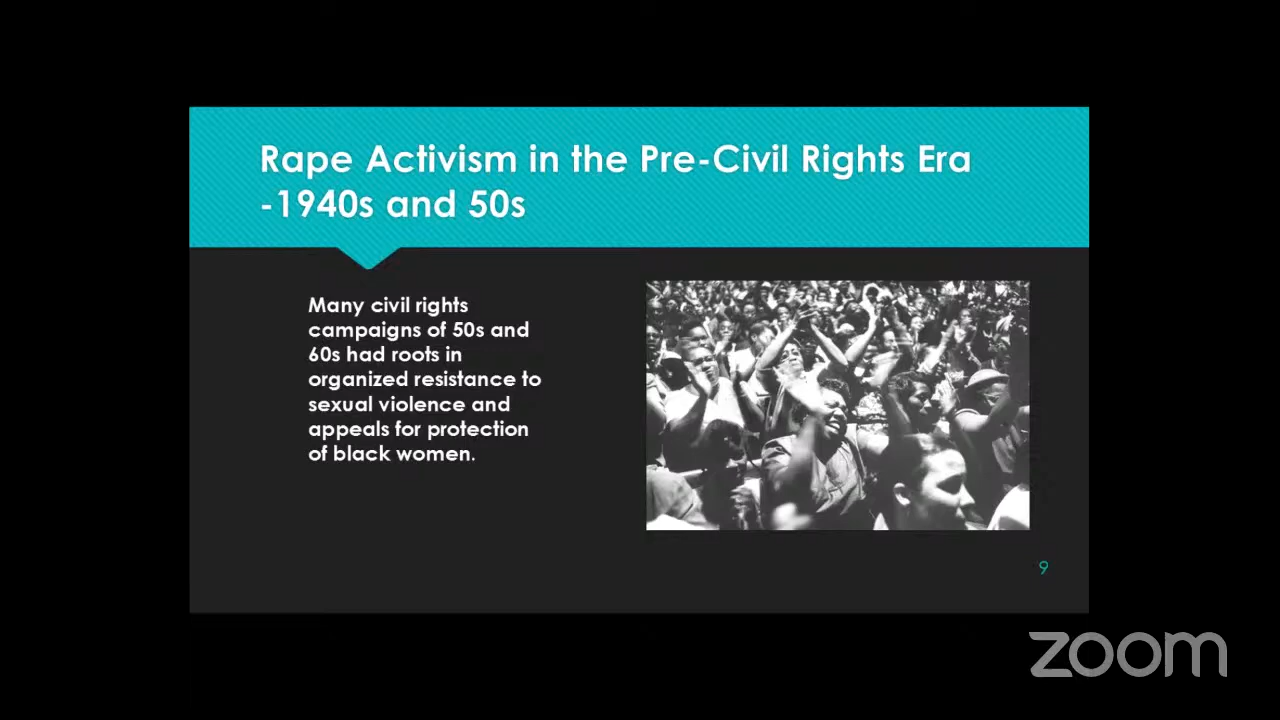 Rape Activism in the Pre-Civil Rights Era
-1940s and 50s
Many civil rights
campaigns of 50s and
60s had roots in
organized resistance to
sexual violence and
appeals for protection
of black women.
9
zoom